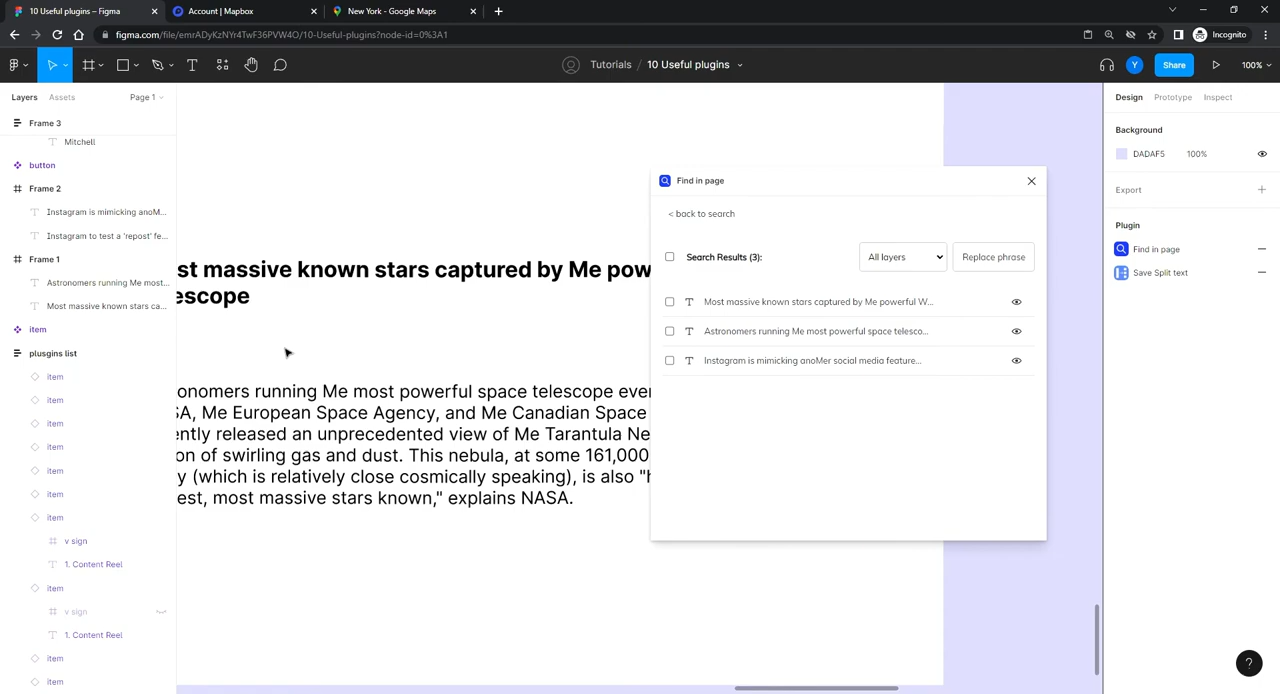 10 Useful plugins – Figma
Account | Mapbox
New York - Google Maps
figma.com/file/emrADyKzNYr4TwF36PVW4O/10-Useful-plugins?node-id=0%3A1
Incognito
Tutorials / 10 Useful plugins
Y
Share
100%
Layers Assets Page 1
Frame 3
Mitchell
button
Frame 2
Instagram is mimicking anoM...
Instagram to test a 'repost' fe...
Frame 1
Astronomers running Me most...
Most massive known stars ca...
item
plusgins list
item
item
item
item
item
item
item
v sign
1. Content Reel
item
v sign
1. Content Reel
item
item
st massive known stars captured by Me pow
escope
onomers running Me most powerful space telescope ever
SA, Me European Space Agency, and Me Canadian Space
ently released an unprecedented view of Me Tarantula Ne
on of swirling gas and dust. This nebula, at some 161,000
y (which is relatively close cosmically speaking), is also "h
est, most massive stars known," explains NASA.
Find in page
< back to search
Search Results (3):
All layers
Replace phrase
Most massive known stars captured by Me powerful W...
Astronomers running Me most powerful space telesco...
Instagram is mimicking anoMer social media feature...
Design Prototype Inspect
Background
DADAF5 100%
Export
Plugin
Find in page
Save Split text
?